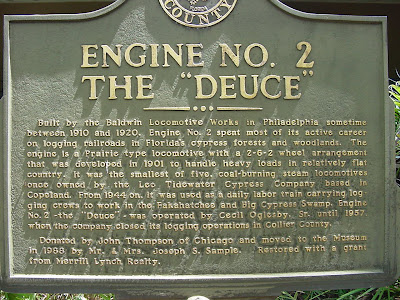 COUNTY
ENGINE NO. 2
THE "DEUCE"
Built by the Baldwin Locomotive Works in Philadelphia sometime
between 1910 and 1920, Engine No. 2 spent most of its active career
on logging railroads in Florida's cypress forests and woodlands. The
engine is a Prairie type locomotive with a 2-6-2 wheel arrangement
that was developed in 1901 to handle heavy loads in relatively flat
country. It was the smallest of five, coal-burning steam locomotives
once owned by the Lee Tidewater Cypress Company based in
Copeland. From 1944 on, it was used as a daily labor train carrying log-
ging crews to work in the Fakahatchee and Big Cypress Swamp. Engine
No. 2 -the "Deuce"- was operated by Cecil Oglesby, Sr. until 1957,
when the company closed its logging operations in Collier County.
Donated by John Thompson of Chicago and moved to the Museum
in 1988 by Mr. & Mrs. Joseph S. Sample. Restored with a grant
from Merrill Lynch Realty.